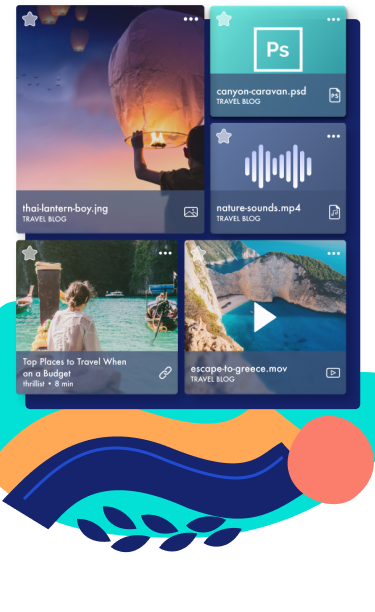 Ps
thai-lantern-boy.jng
TRAVEL BLOG
canyon-caravan.psd
TRAVEL BLOG
PS
nature-sounds.mp4
TRAVEL BLOG
Top Places to Travel When
on a Budget
thrillist • 8 min
escape-to-greece.mov
TRAVEL BLOG